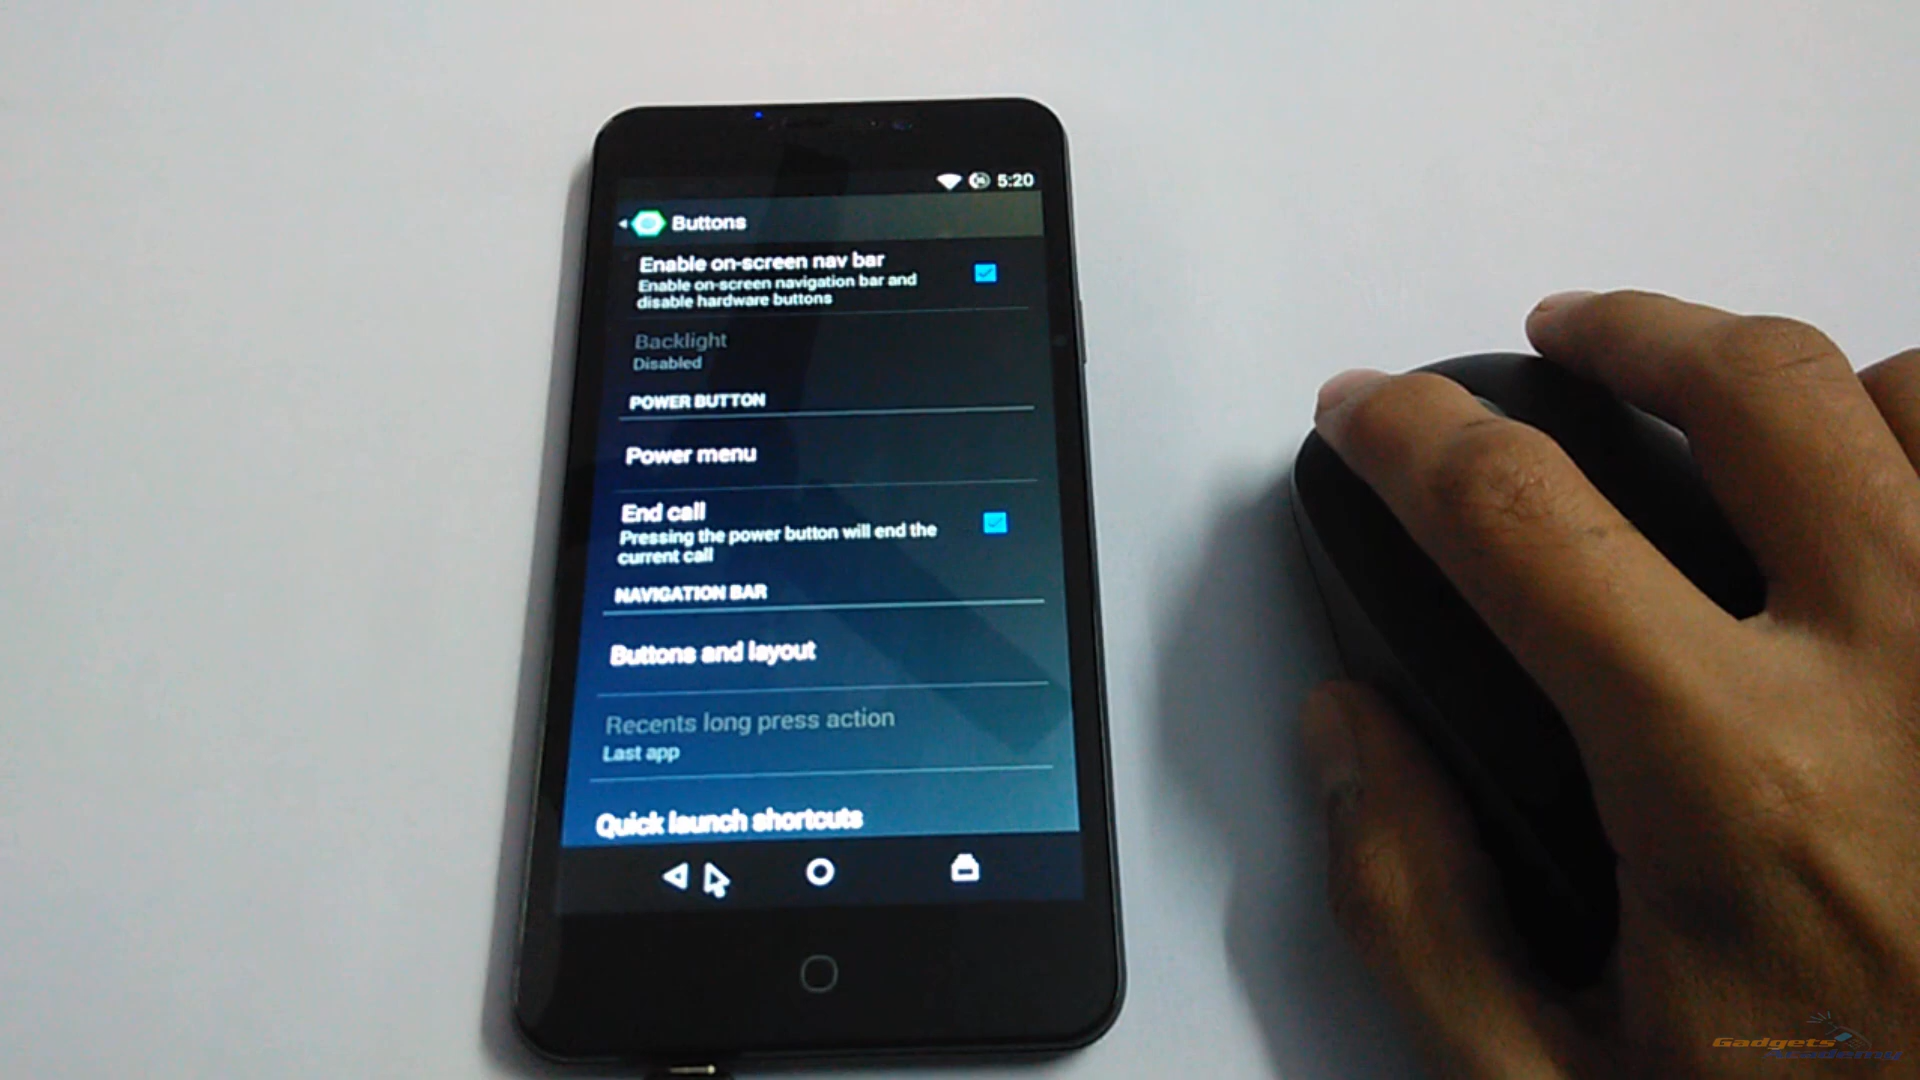 5:20
Buttons
Enable on-screen nav bar
Enable on-screen navigation bar and
disable hardware buttons
Backlight
Disabled
POWER BUTTON
Power menu
End call
Pressing the power button will end the
current call
NAVIGATION BAR
Buttons and layout
Recents long press action
Last app
Quick launch shortcuts
Gadgets
Academy